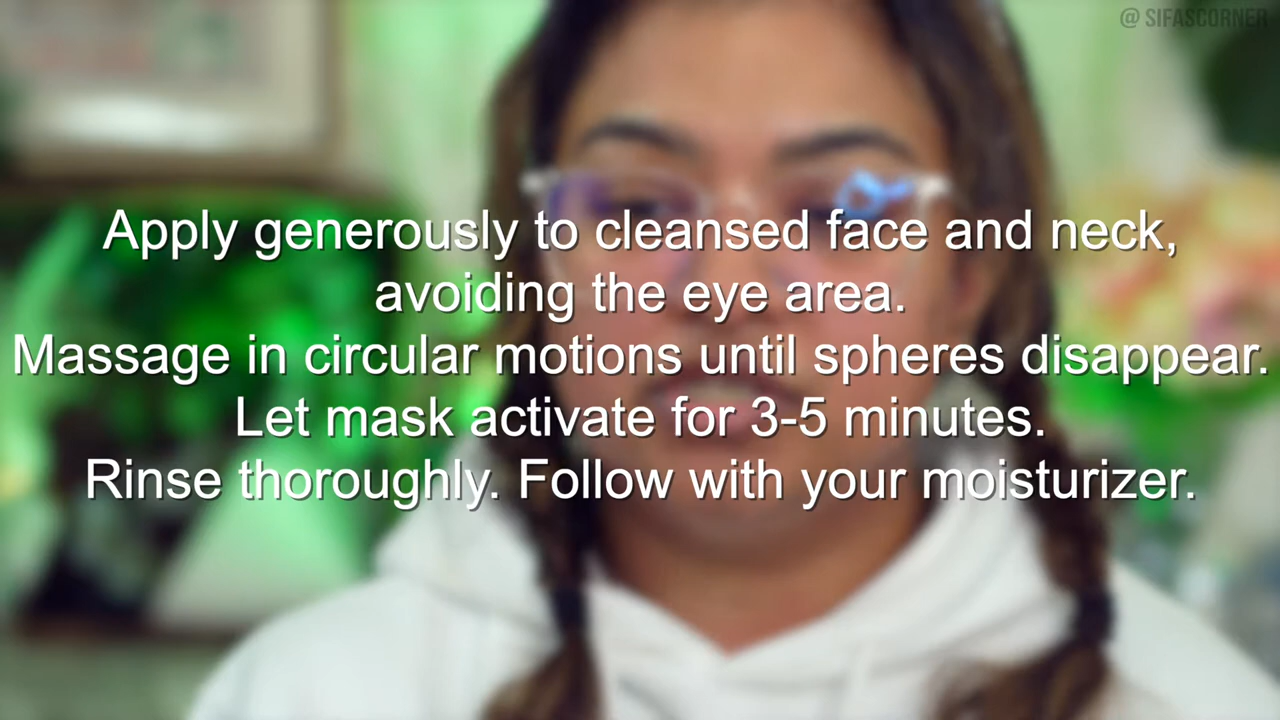 @ SIFASCORNER
Apply generously to cleansed face and neck,
avoiding the eye area.
Massage in circular motions until spheres disappear.
Let mask activate for 3-5 minutes.
Rinse thoroughly. Follow with your moisturizer.